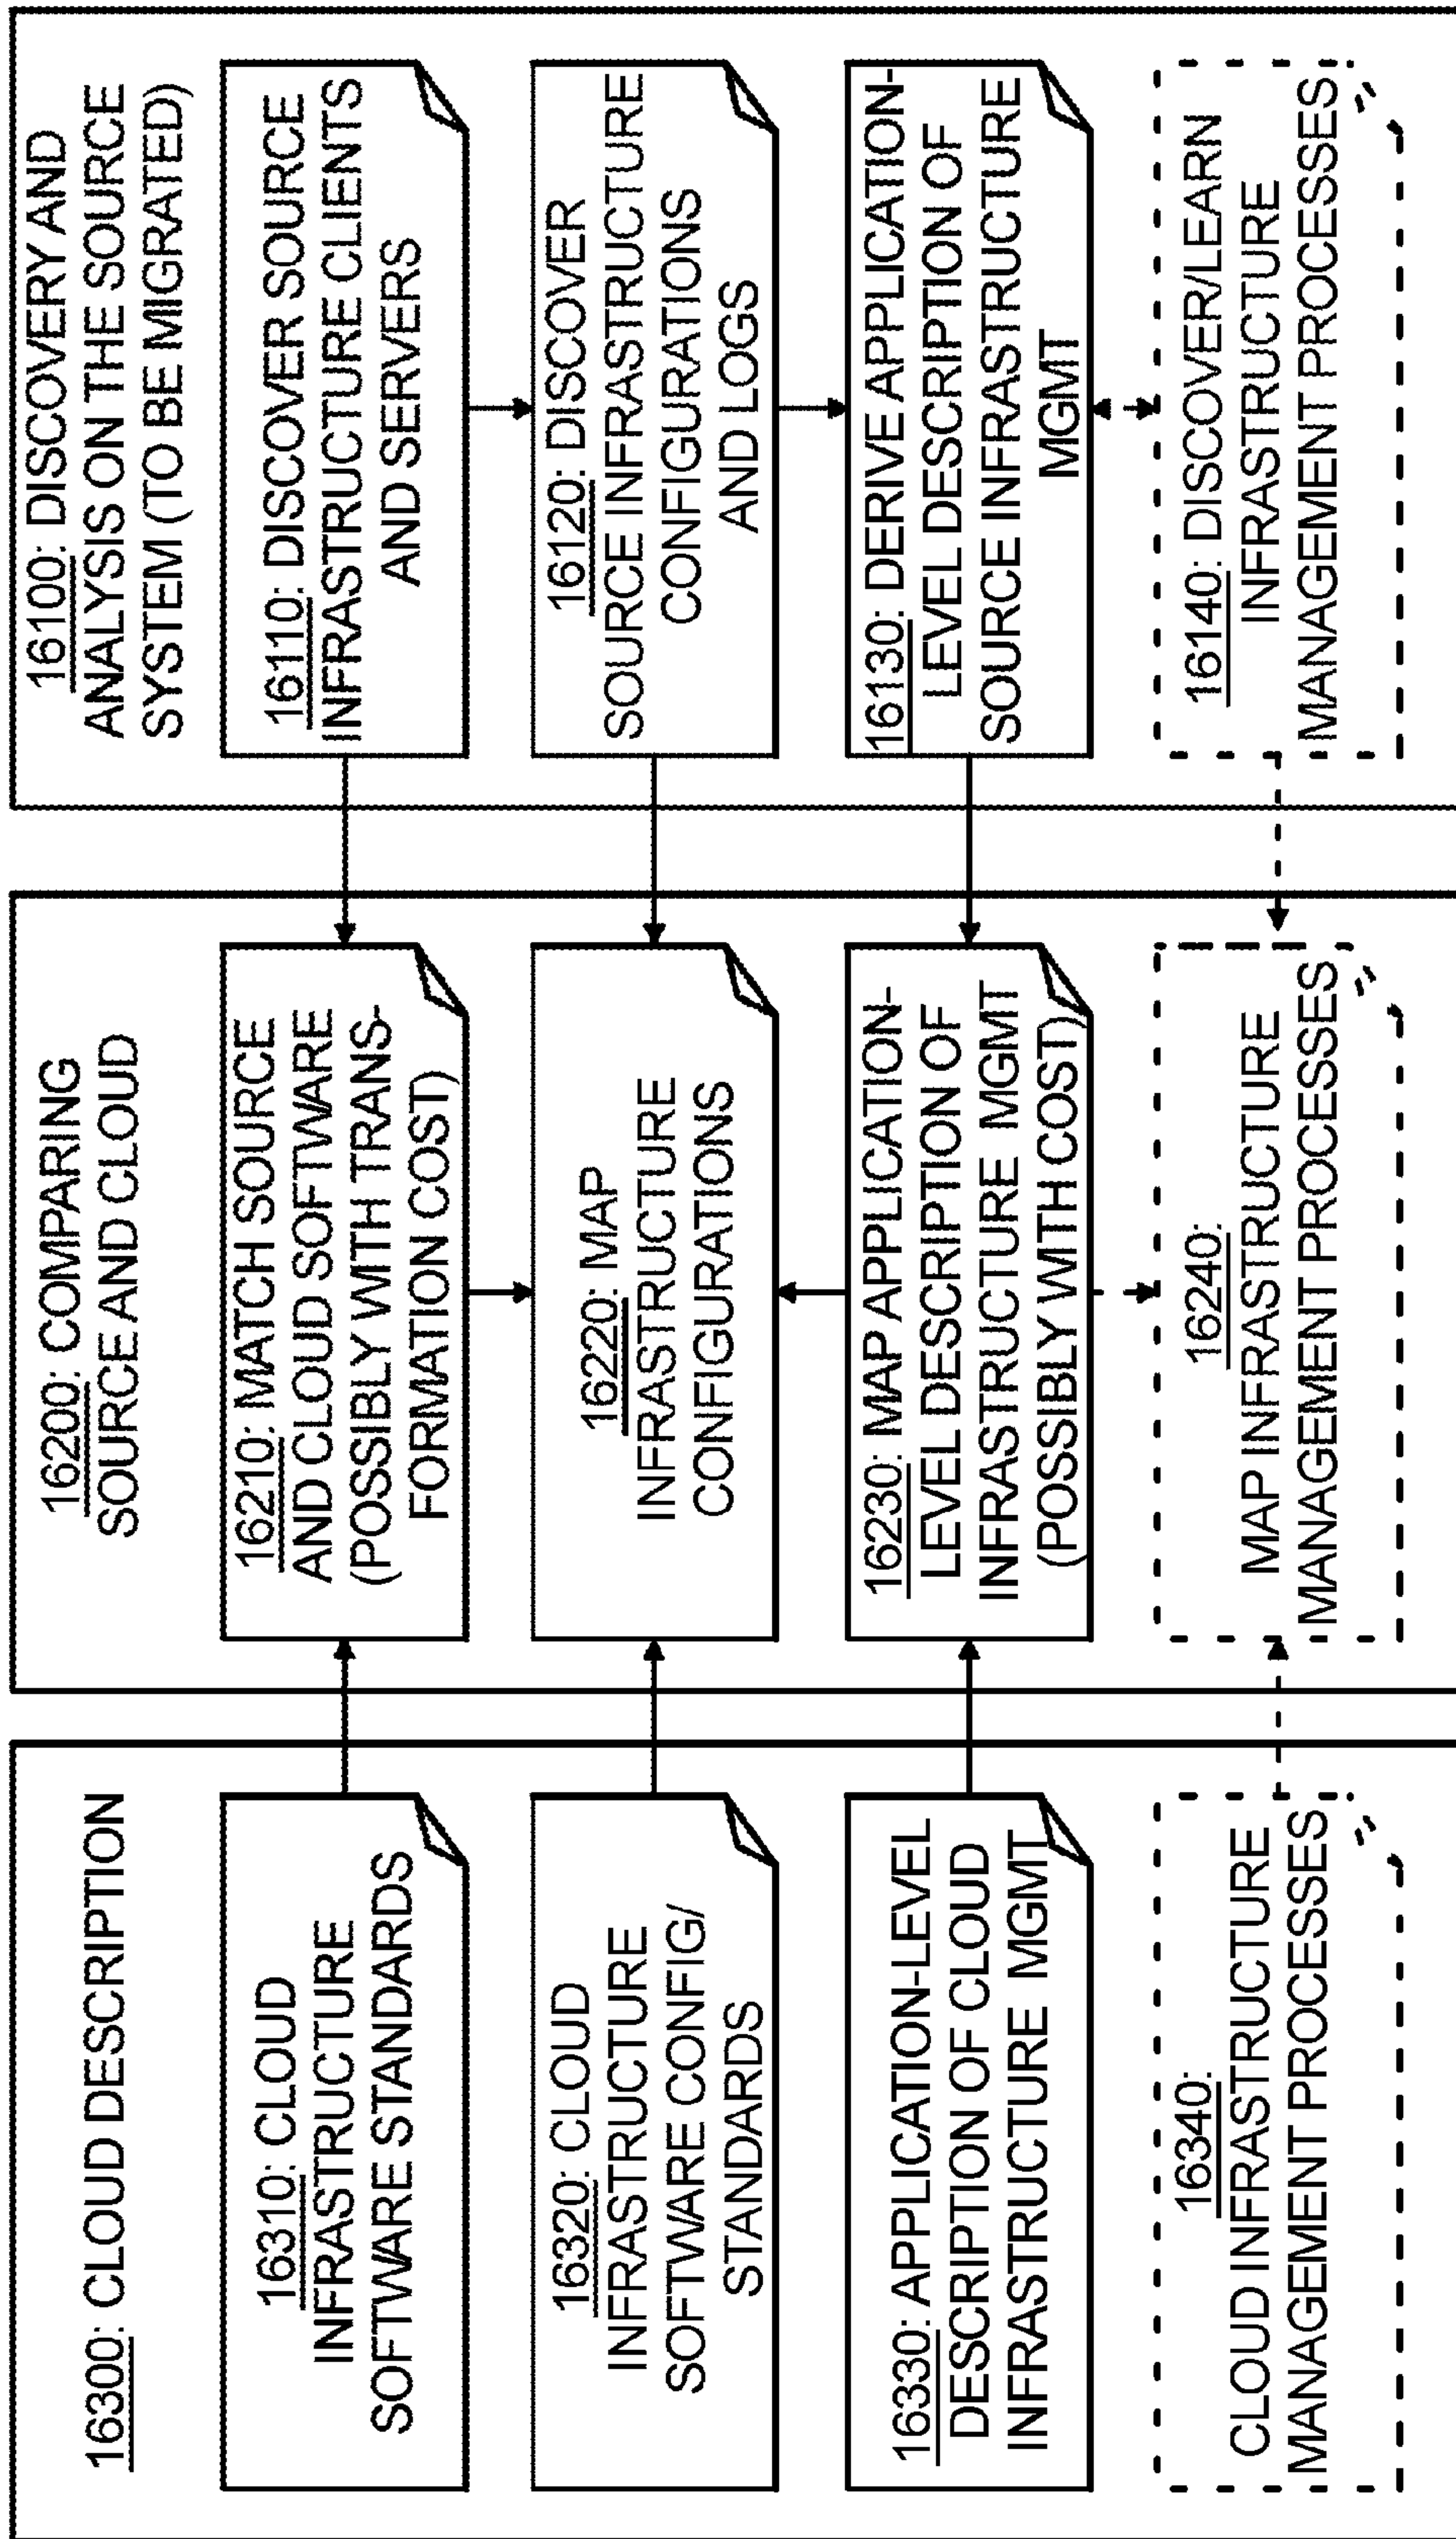 16300: CLOUD DESCRIPTION
16310: CLOUD
INFRASTRUCTURE
SOFTWARE STANDARDS
16320: CLOUD
INFRASTRUCTURE
SOFTWARE CONFIG/
STANDARDS
16330: APPLICATION-LEVEL
DESCRIPTION OF CLOUD
INFRASTRUCTURE MGMT
16340:
CLOUD INFRASTRUCTURE
MANAGEMENT PROCESSES
16200: COMPARING
SOURCE AND CLOUD
16210: MATCH SOURCE
AND CLOUD SOFTWARE
(POSSIBLY WITH TRANS-
FORMATION COST)
16220: MAP
INFRASTRUCTURE
CONFIGURATIONS
16230: MAP APPLICATION-
LEVEL DESCRIPTION OF
INFRASTRUCTURE MGMT
(POSSIBLY WITH COST)
16240:
MAP INFRASTRUCTURE
MANAGEMENT PROCESSES
16100: DISCOVERY AND
ANALYSIS ON THE SOURCE
SYSTEM (TO BE MIGRATED)
16110: DISCOVER SOURCE
INFRASTRUCTURE CLIENTS
AND SERVERS
16120: DISCOVER
SOURCE INFRASTRUCTURE
CONFIGURATIONS
AND LOGS
16130: DERIVE APPLICATION-
LEVEL DESCRIPTION OF
SOURCE INFRASTRUCTURE
MGMT
16140: DISCOVER/LEARN
INFRASTRUCTURE
MANAGEMENT PROCESSES